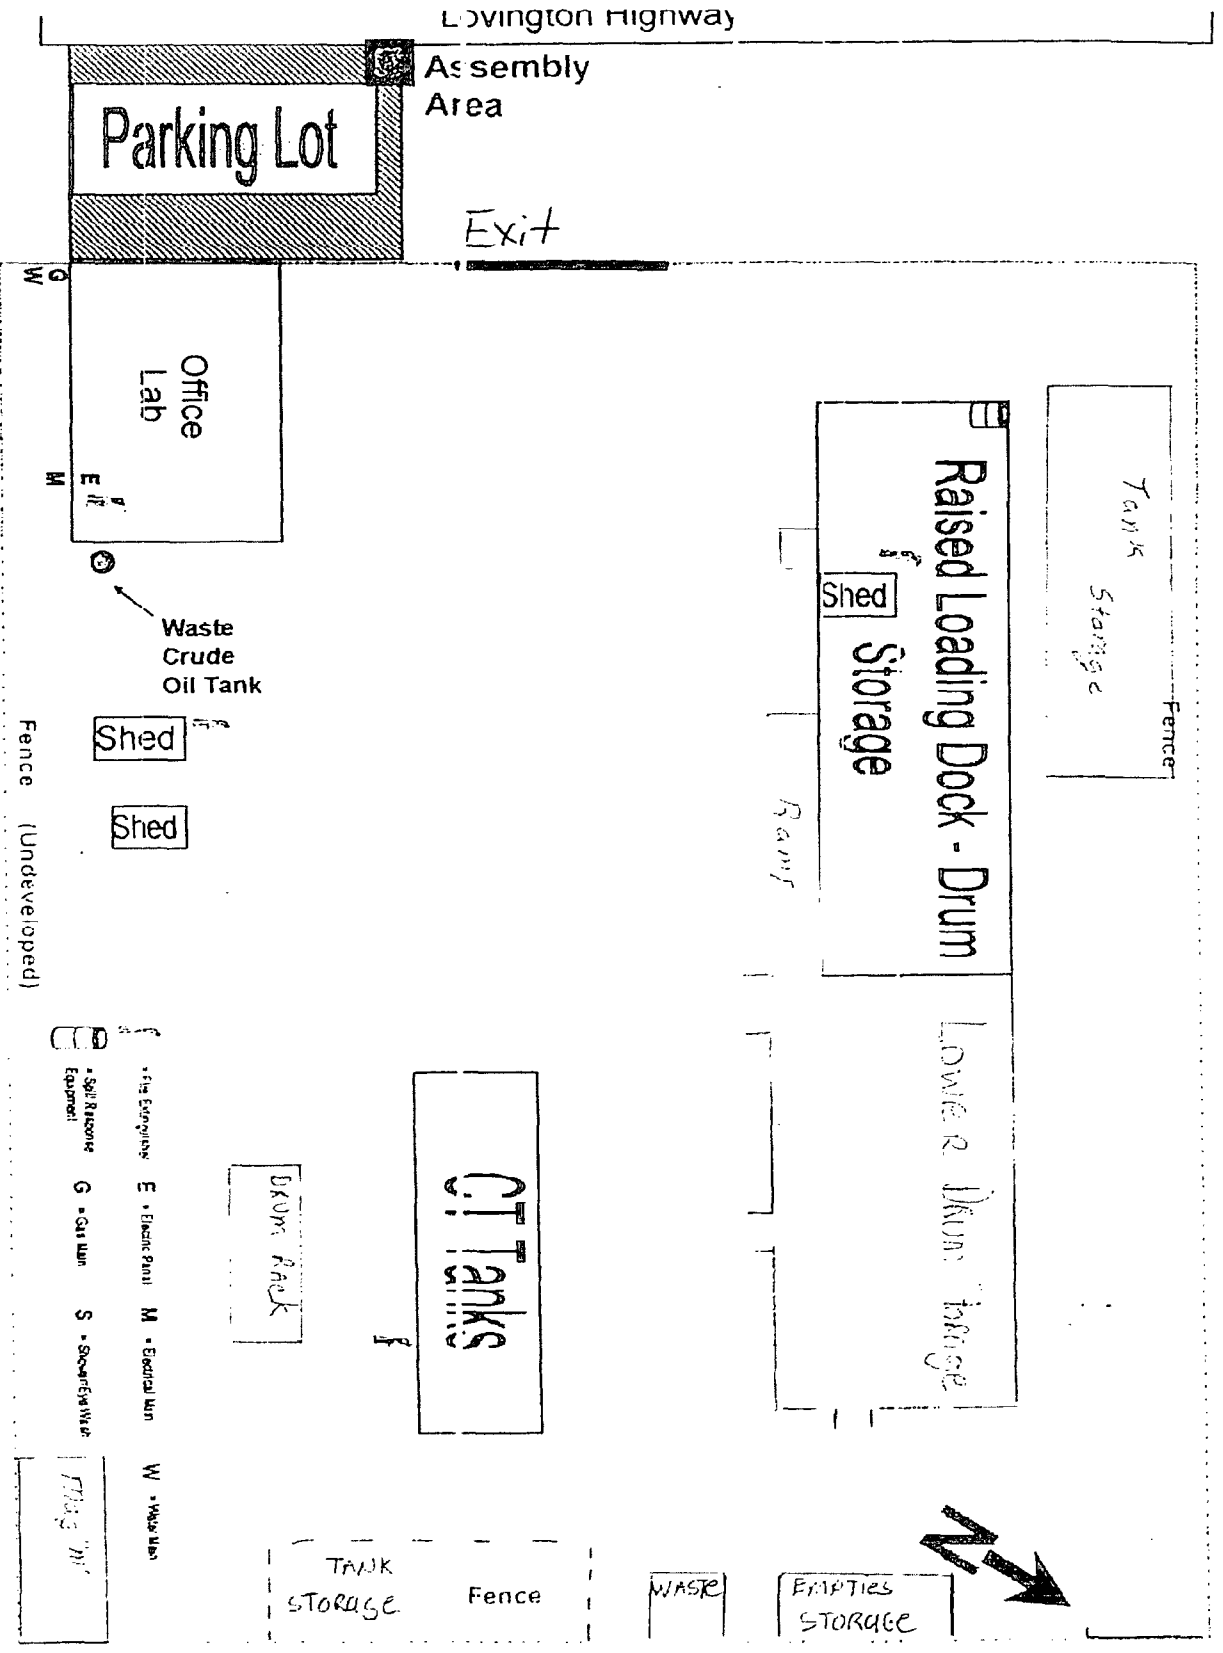 Lovington Highway
Assembly
Area
Parking Lot
Exit
G
W
Office
Lab
E
M
Waste
Crude
Oil Tank
Shed
Shed
Fence (Undeveloped)
Raised Loading Dock - Drum
Storage
Shed
Tank
Storage
Fence
Ramp
Lower Drum Storage
CT Tanks
Drum Rack
= Fire Extinguisher
E = Electric Panel
M = Electrical Main
W = Water Main
= Spill Response
Equipment
G = Gas Main
S = Shower/Eye Wash
TANK
STORAGE
Fence
WASTE
EMPTIES
STORAGE
N